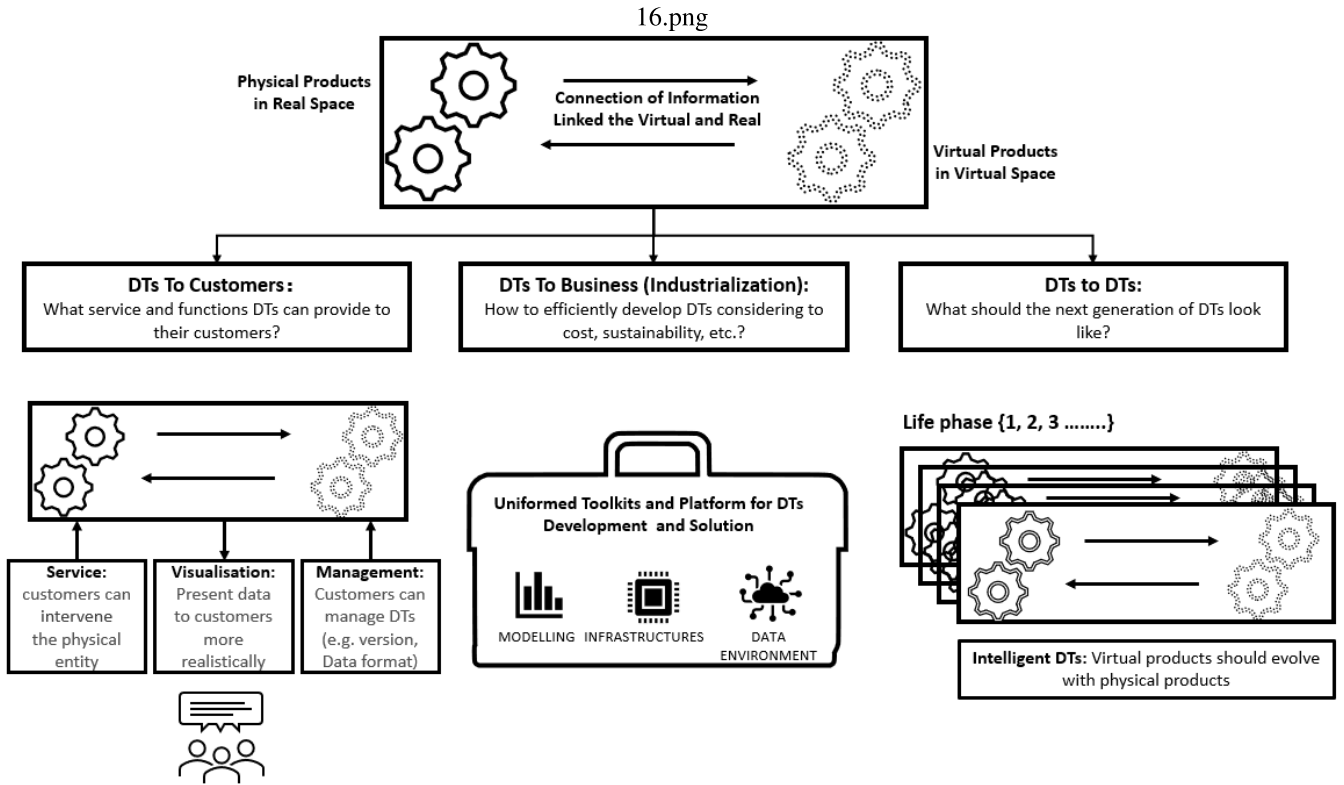 16.png
Physical Products
in Real Space
Connection of Information
Linked the Virtual and Real
Virtual Products
in Virtual Space
DTs To Customers:
What service and functions DTs can provide to
their customers?
DTs To Business (Industrialization):
How to efficiently develop DTs considering to
cost, sustainability, etc.?
DTs to DTs:
What should the next generation of DTs look
like?
Service:
customers can
intervene
the physical
entity
Visualisation:
Present data
to customers
more
realistically
Management:
Customers can
manage DTs
(e.g. version,
Data format)
Uniformed Toolkits and Platform for DTs
Development and Solution
MODELLING
INFRASTRUCTURES
DATA
ENVIRONMENT
Life phase {1, 2, 3 ........}
Intelligent DTs: Virtual products should evolve
with physical products